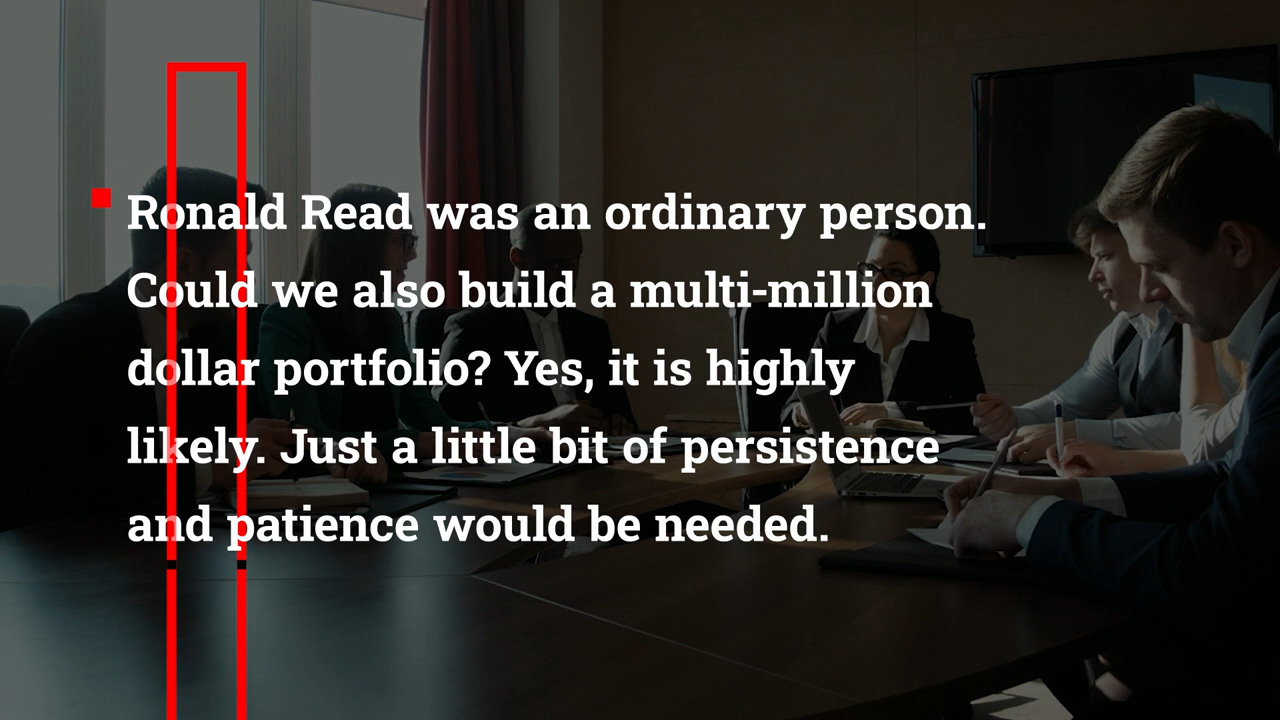 Ronald Read was an ordinary person.
Could we also build a multi-million
dollar portfolio? Yes, it is highly
likely. Just a little bit of persistence
and patience would be needed.